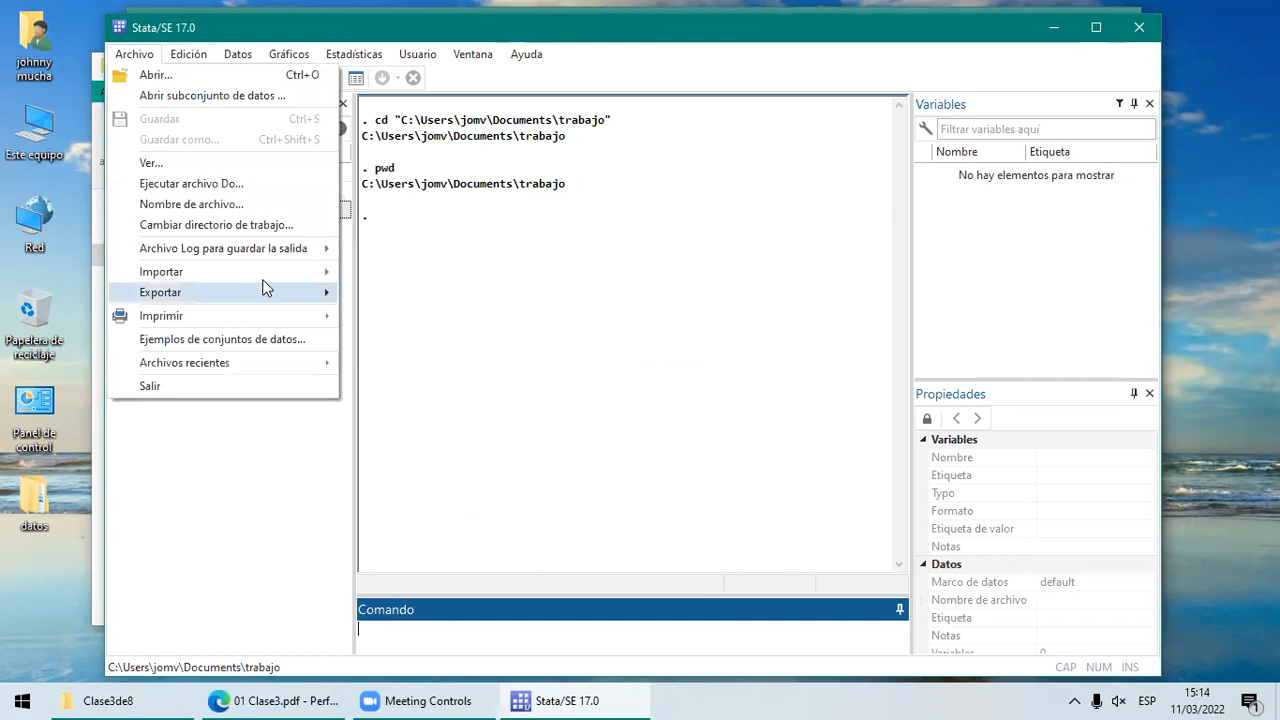 johnny
mucha
Este equipo
Red
Papelera de
reciclaje
Panel de
control
datos
Stata/SE 17.0
Archivo Edición Datos Gráficos Estadísticas Usuario Ventana Ayuda
Abrir... Ctrl+O
Abrir subconjunto de datos ...
Guardar Ctrl+S
Guardar como... Ctrl+Shift+S
Ver...
Ejecutar archivo Do...
Nombre de archivo...
Cambiar directorio de trabajo...
Archivo Log para guardar la salida
Importar
Exportar
Imprimir
Ejemplos de conjuntos de datos...
Archivos recientes
Salir
. cd "C:\Users\jomv\Documents\trabajo"
C:\Users\jomv\Documents\trabajo
. pwd
C:\Users\jomv\Documents\trabajo
.
Comando
Variables
Filtrar variables aquí
Nombre Etiqueta
No hay elementos para mostrar
Propiedades
Variables
Nombre
Etiqueta
Typo
Formato
Etiqueta de valor
Notas
Datos
Marco de datos default
Nombre de archivo
Etiqueta
Notas
Variables 0
C:\Users\jomv\Documents\trabajo
CAP NUM INS
Clase3de8
01 Clase3.pdf - Perf...
Meeting Controls
Stata/SE 17.0
ESP
15:14
11/03/2022
1